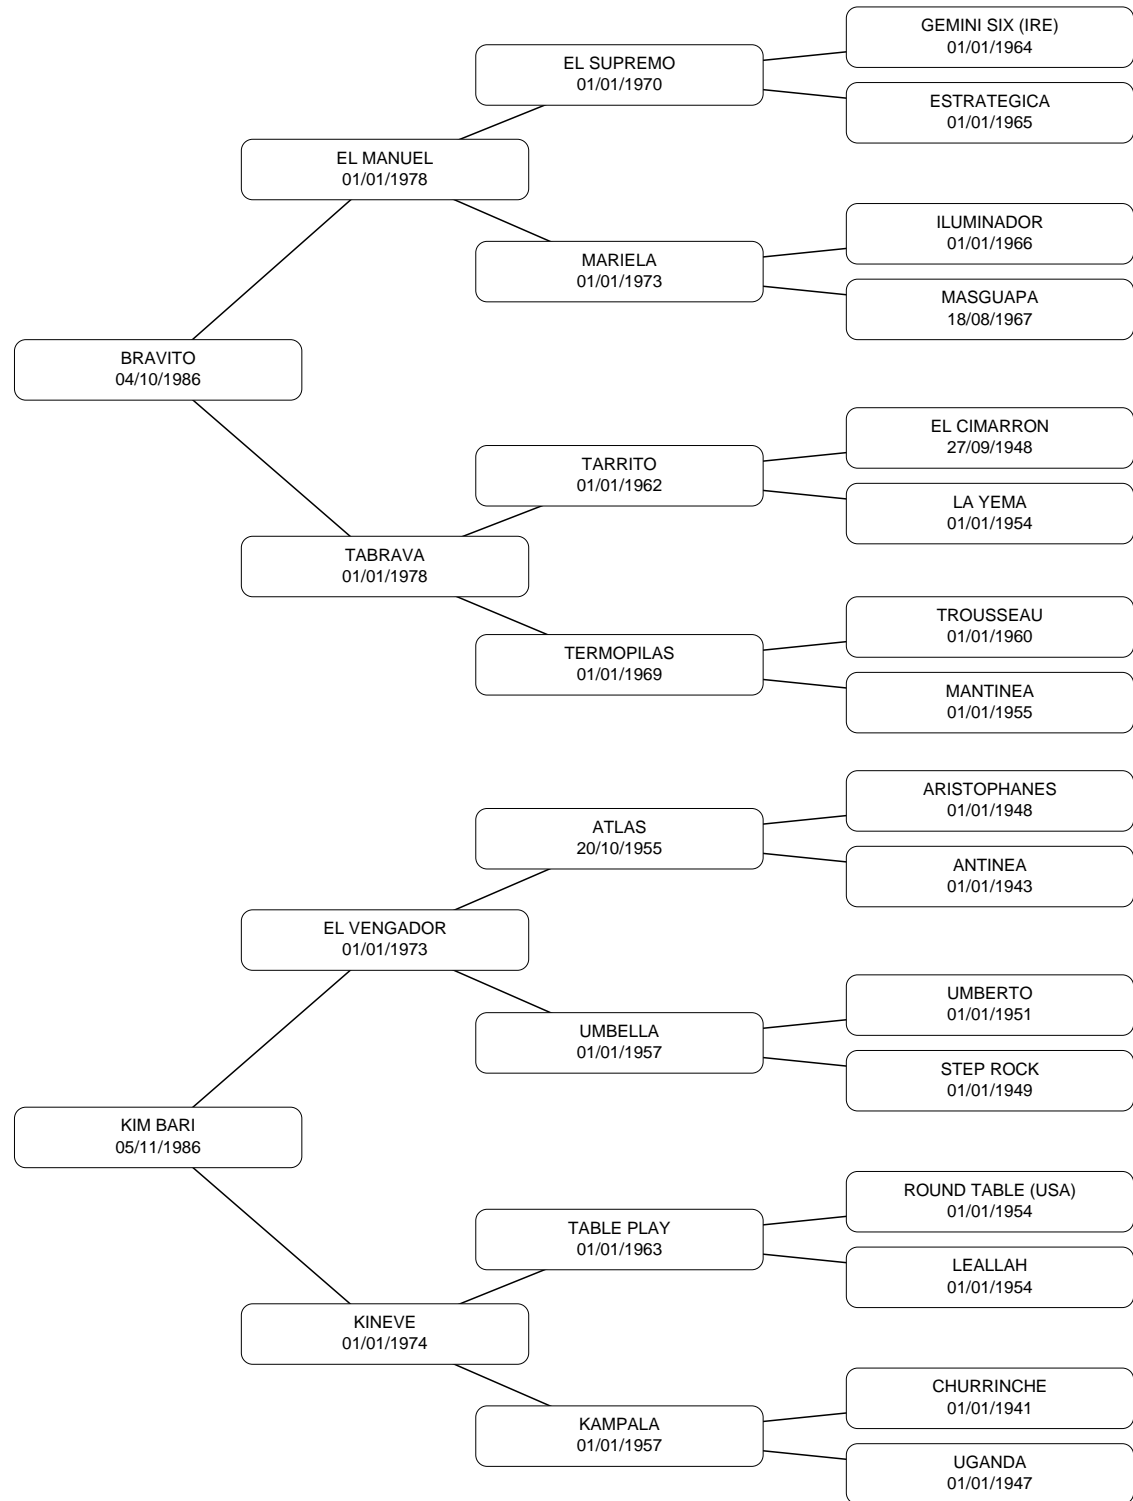 GEMINI SIX (IRE)
01/01/1964
EL SUPREMO
01/01/1970
ESTRATEGICA
01/01/1965
EL MANUEL
01/01/1978
ILUMINADOR
01/01/1966
MARIELA
01/01/1973
MASGUAPA
18/08/1967
BRAVITO
04/10/1986
EL CIMARRON
27/09/1948
TARRITO
01/01/1962
LA YEMA
01/01/1954
TABRAVA
01/01/1978
TROUSSEAU
01/01/1960
TERMOPILAS
01/01/1969
MANTINEA
01/01/1955
ARISTOPHANES
01/01/1948
ATLAS
20/10/1955
ANTINEA
01/01/1943
EL VENGADOR
01/01/1973
UMBERTO
01/01/1951
UMBELLA
01/01/1957
STEP ROCK
01/01/1949
KIM BARI
05/11/1986
ROUND TABLE (USA)
01/01/1954
TABLE PLAY
01/01/1963
LEALLAH
01/01/1954
KINEVE
01/01/1974
CHURRINCHE
01/01/1941
KAMPALA
01/01/1957
UGANDA
01/01/1947